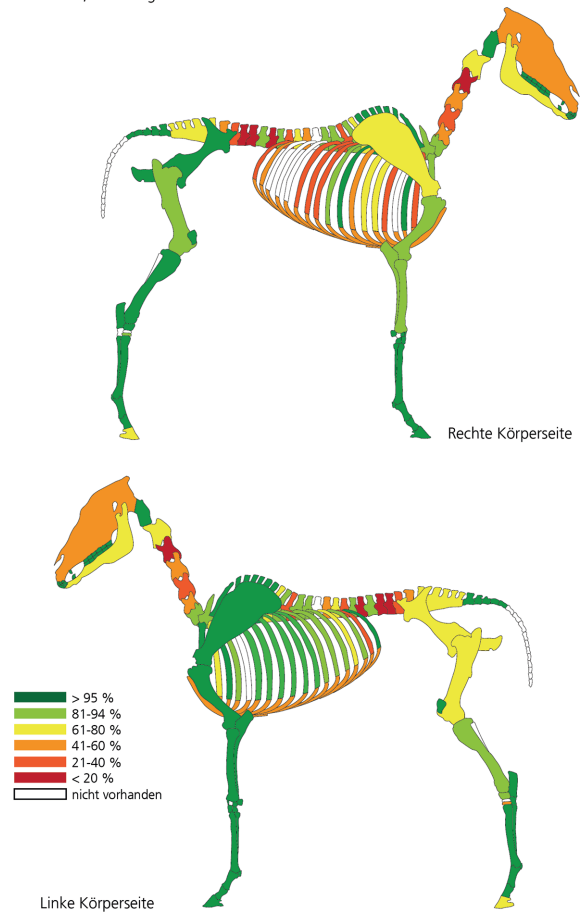 Rechte Körperseite
> 95 %
81-94 %
61-80 %
41-60 %
21-40 %
< 20 %
nicht vorhanden
Linke Körperseite